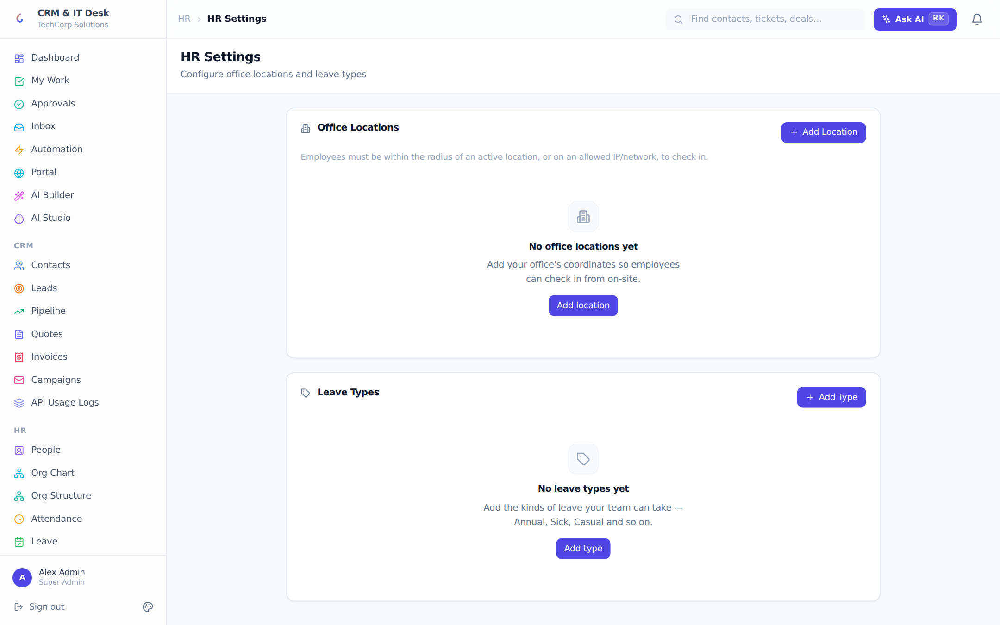 CRM & IT Desk
TechCorp Solutions
Dashboard
My Work
Approvals
Inbox
Automation
Portal
AI Builder
AI Studio
CRM
Contacts
Leads
Pipeline
Quotes
Invoices
Campaigns
API Usage Logs
HR
People
Org Chart
Org Structure
Attendance
Leave
A
Alex Admin
Super Admin
Sign out
HR > HR Settings
Find contacts, tickets, deals...
Ask AI ⌘K
HR Settings
Configure office locations and leave types
Office Locations
+ Add Location
Employees must be within the radius of an active location, or on an allowed IP/network, to check in.
No office locations yet
Add your office's coordinates so employees
can check in from on-site.
Add location
Leave Types
+ Add Type
No leave types yet
Add the kinds of leave your team can take —
Annual, Sick, Casual and so on.
Add type